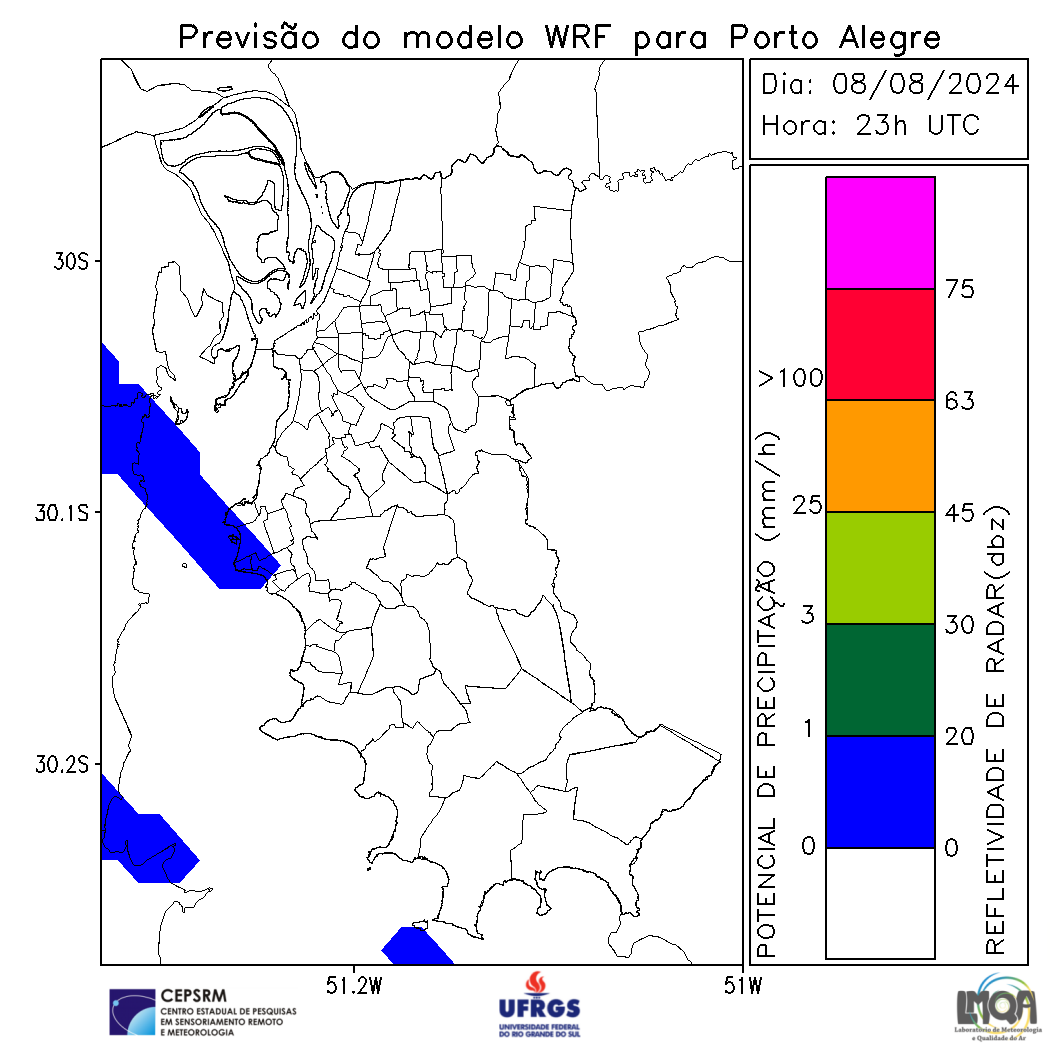 Previsão do modelo WRF para Porto Alegre
Dia: 08/08/2024
Hora: 23h UTC
30S
30.1S
30.2S
51.2W
51W
POTENCIAL DE PRECIPITAÇÃO (mm/h)
>100
25
3
1
0
75
63
45
30
20
0
REFLETIVIDADE DE RADAR(dbz)
CEPSRM
CENTRO ESTADUAL DE PESQUISAS
EM SENSORIAMENTO REMOTO
E METEOROLOGIA
UFRGS
UNIVERSIDADE FEDERAL
DO RIO GRANDE DO SUL
LMQA
Laboratório de Meteorologia
e Qualidade do Ar